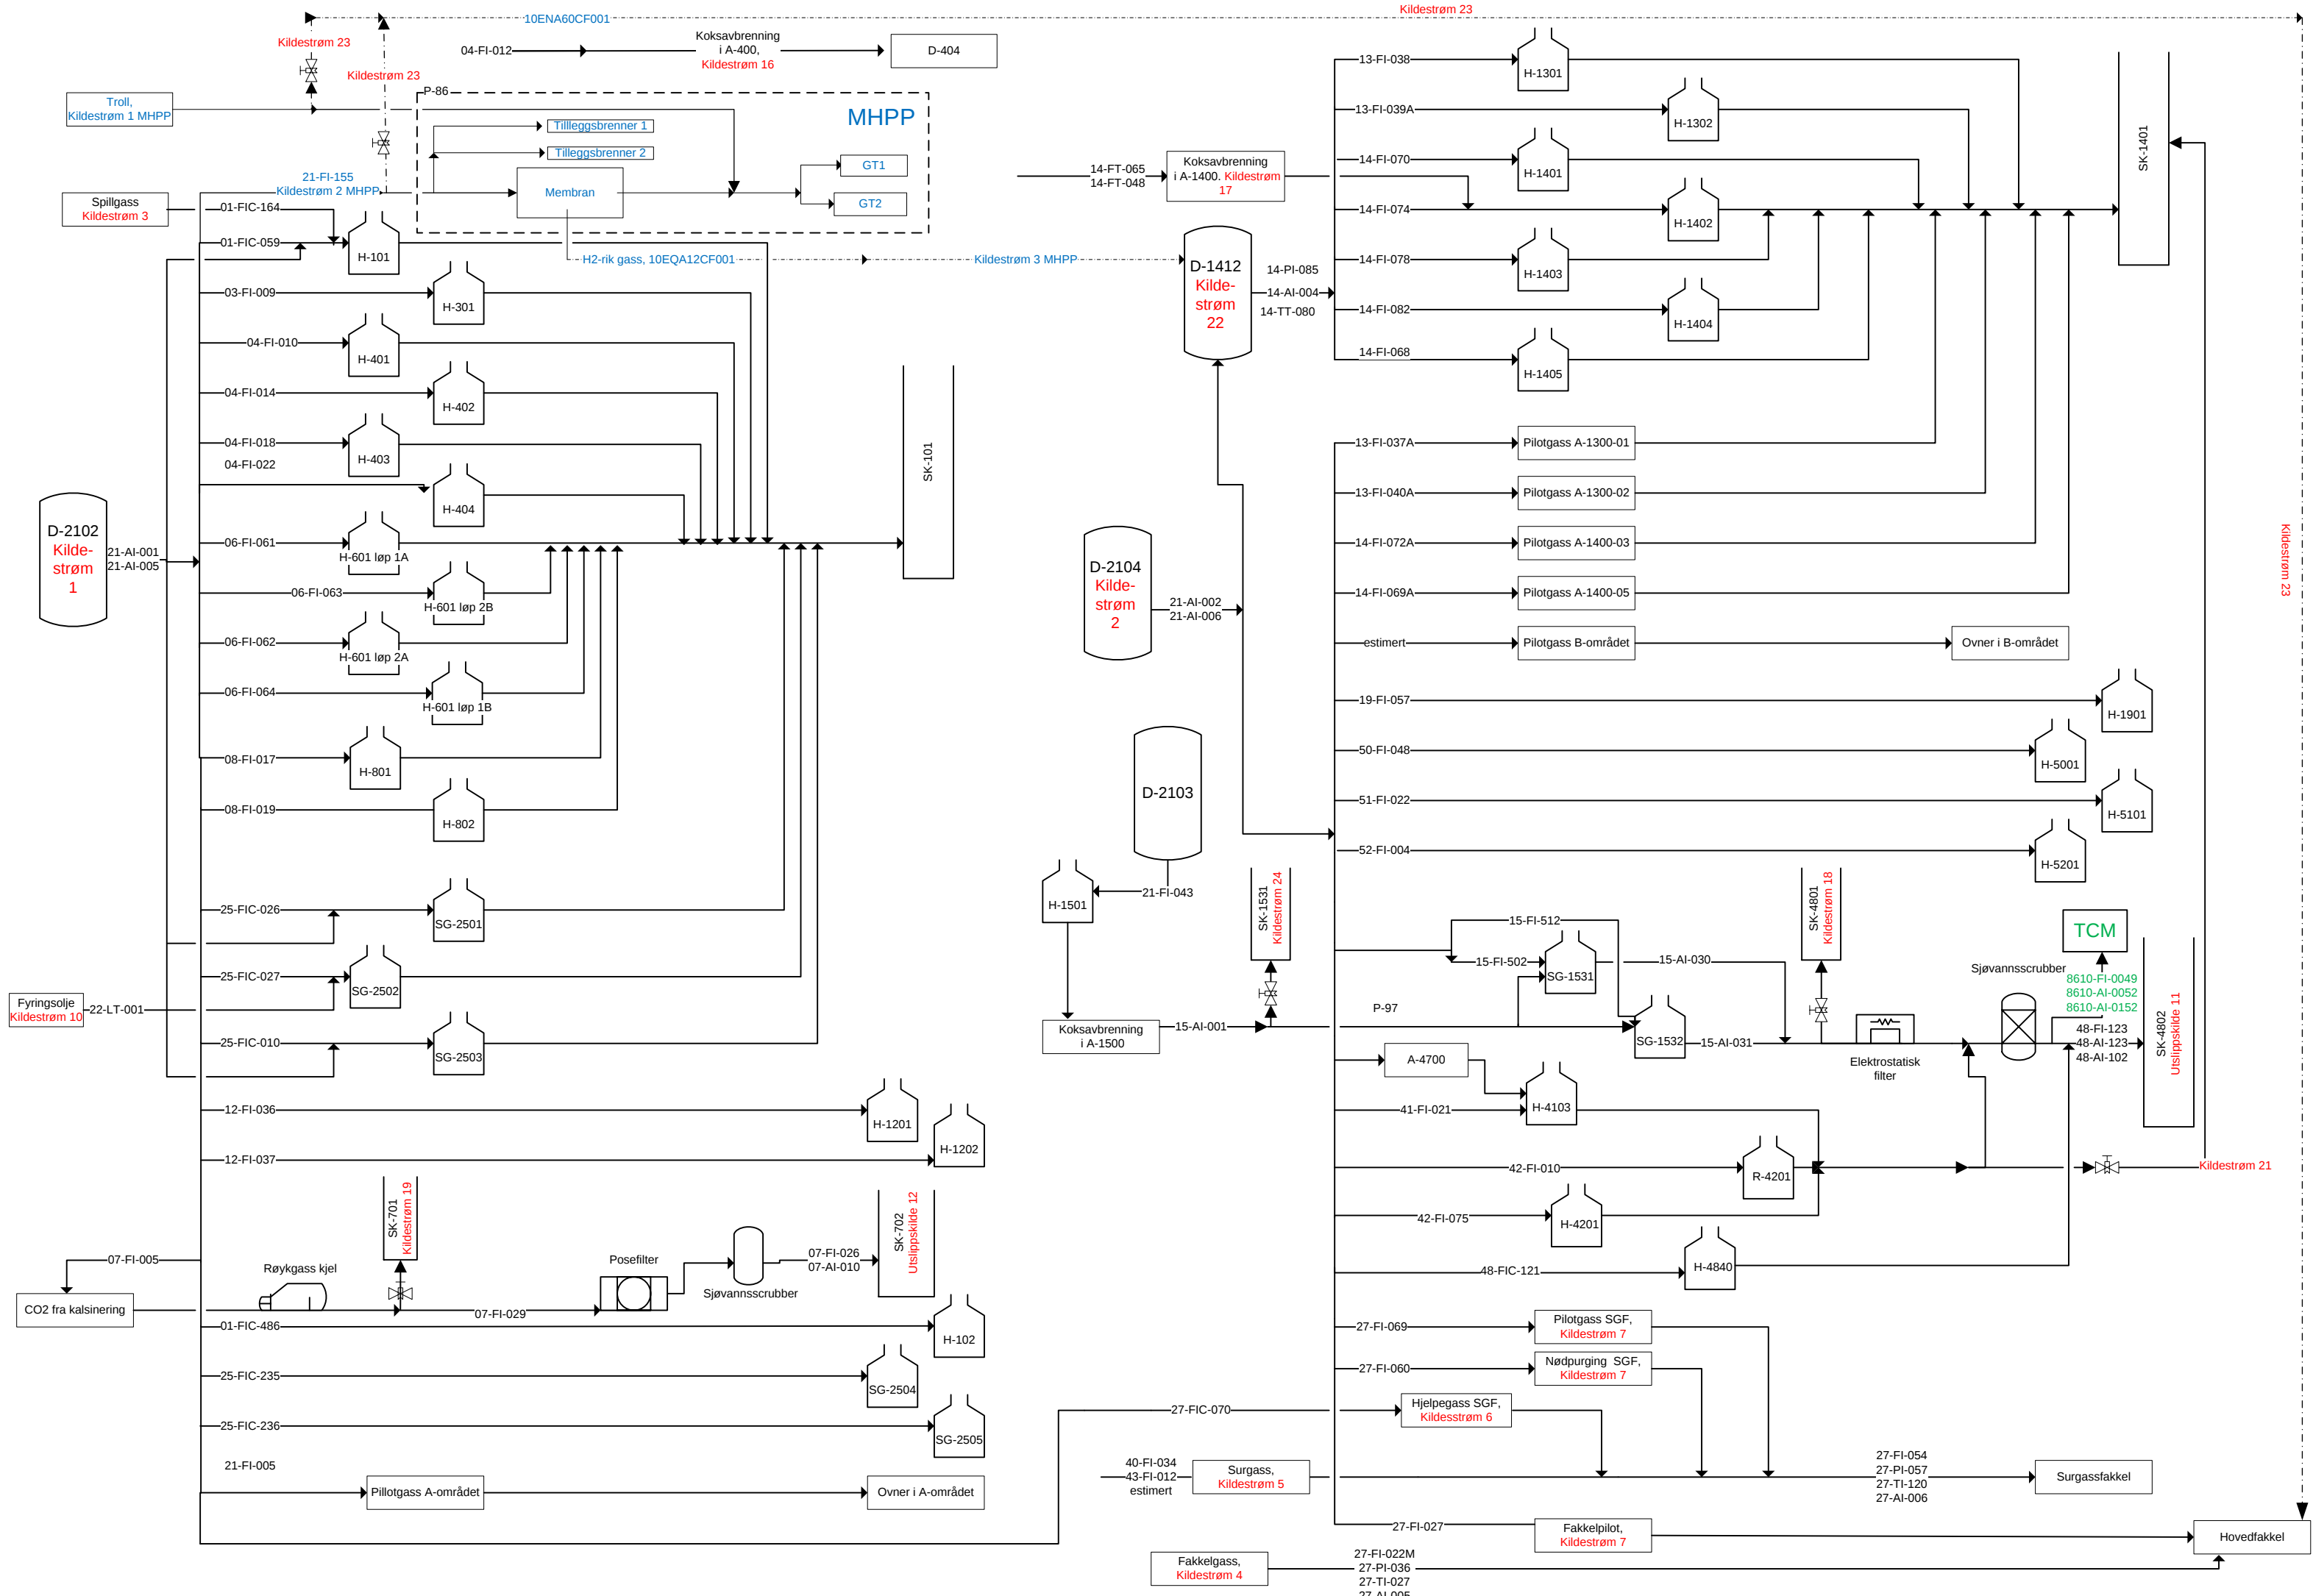 10ENA60CF001
Kildestrøm 23
Kildestrøm 23
Kildestrøm 23
04-FI-012
Koksavbrenning
i A-400,
Kildestrøm 16
D-404
Troll,
Kildestrøm 1 MHPP
P-86
MHPP
Tillleggsbrenner 1
Tilleggsbrenner 2
GT1
GT2
Membran
21-FI-155
Kildestrøm 2 MHPP
Spillgass
Kildestrøm 3
01-FIC-164
01-FIC-059
H-101
H2-rik gass, 10EQA12CF001
Kildestrøm 3 MHPP
03-FI-009
H-301
04-FI-010
H-401
04-FI-014
H-402
04-FI-018
H-403
04-FI-022
H-404
SK-101
D-2102
Kilde-
strøm
1
21-AI-001
21-AI-005
06-FI-061
H-601 løp 1A
06-FI-063
H-601 løp 2B
06-FI-062
H-601 løp 2A
06-FI-064
H-601 løp 1B
08-FI-017
H-801
08-FI-019
H-802
25-FIC-026
SG-2501
25-FIC-027
SG-2502
Fyringsolje
Kildestrøm 10
22-LT-001
25-FIC-010
SG-2503
12-FI-036
H-1201
12-FI-037
H-1202
07-FI-005
CO2 fra kalsinering
Røykgass kjel
SK-701
Kildestrøm 19
07-FI-029
Posefilter
Sjøvannsscrubber
07-FI-026
07-AI-010
SK-702
Utslippskilde 12
01-FIC-486
H-102
25-FIC-235
SG-2504
25-FIC-236
SG-2505
21-FI-005
Pillotgass A-området
Ovner i A-området
13-FI-038
H-1301
13-FI-039A
H-1302
14-FT-065
14-FT-048
Koksavbrenning
i A-1400. Kildestrøm
17
14-FI-070
H-1401
14-FI-074
H-1402
SK-1401
D-1412
Kilde-
strøm
22
14-PI-085
14-AI-004
14-TT-080
14-FI-078
H-1403
14-FI-082
H-1404
14-FI-068
H-1405
13-FI-037A
Pilotgass A-1300-01
13-FI-040A
Pilotgass A-1300-02
14-FI-072A
Pilotgass A-1400-03
14-FI-069A
Pilotgass A-1400-05
Kildestrøm 23
D-2104
Kilde-
strøm
2
21-AI-002
21-AI-006
estimert
Pilotgass B-området
Ovner i B-området
19-FI-057
H-1901
50-FI-048
H-5001
51-FI-022
H-5101
52-FI-004
H-5201
D-2103
21-FI-043
H-1501
SK-1531
Kildestrøm 24
Koksavbrenning
i A-1500
15-AI-001
P-97
15-FI-512
15-FI-502
SG-1531
15-AI-030
SG-1532
15-AI-031
SK-4801
Kildestrøm 18
Elektrostatisk
filter
Sjøvannsscrubber
TCM
8610-FI-0049
8610-AI-0052
8610-AI-0152
48-FI-123
48-AI-123
48-AI-102
SK-4802
Utslippskilde 11
A-4700
41-FI-021
H-4103
42-FI-010
R-4201
Kildestrøm 21
42-FI-075
H-4201
48-FIC-121
H-4840
27-FI-069
Pilotgass SGF,
Kildestrøm 7
27-FI-060
Nødpurging SGF,
Kildestrøm 7
27-FIC-070
Hjelpegass SGF,
Kildesstrøm 6
40-FI-034
43-FI-012
estimert
Surgass,
Kildestrøm 5
27-FI-054
27-PI-057
27-TI-120
27-AI-006
Surgassfakkel
27-FI-027
Fakkelpilot,
Kildestrøm 7
Hovedfakkel
Fakkelgass,
Kildestrøm 4
27-FI-022M
27-PI-036
27-TI-027
27-AI-005